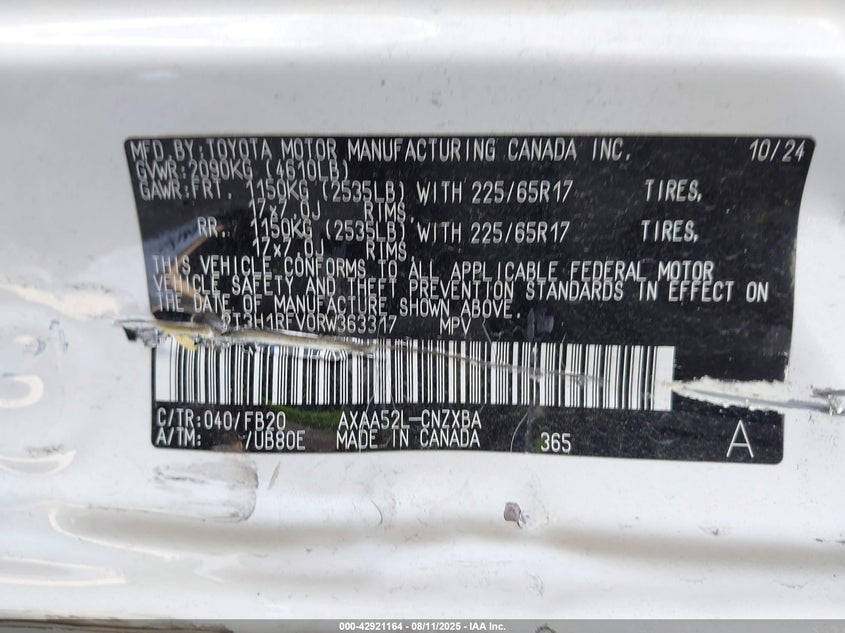 MFD.BY:TOYOTA MOTOR MANUFACTURING CANADA INC. 10/24
GVWR:2090KG (4610LB)
GAWR:FRT. 1150KG (2535LB) WITH 225/65R17 TIRES,
17x7.0J RIMS,
RR. 1150KG (2535LB) WITH 225/65R17 TIRES,
17x7.0J RIMS,
THIS VEHICLE CONFORMS TO ALL APPLICABLE FEDERAL MOTOR
VEHICLE SAFETY AND THEFT PREVENTION STANDARDS IN EFFECT ON
THE DATE OF MANUFACTURE SHOWN ABOVE.
2T3H1RFV0RW363317 MPV
C/TR:040/FB20 AXAA52L-CNZXBA
A/TM: -/UB80E MADE IN CANADA 365 A
000-42921164 - 08/11/2025 - IAA Inc.